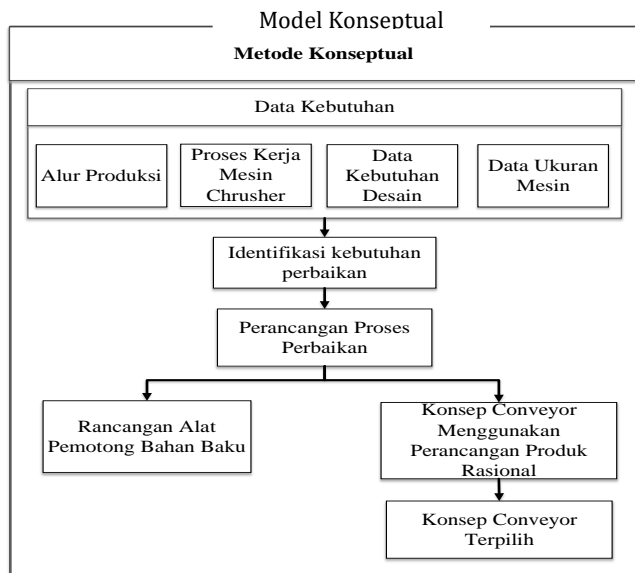 Model Konseptual
Metode Konseptual
Data Kebutuhan
Alur Produksi
Proses Kerja
Mesin
Chrusher
Data
Kebutuhan
Desain
Data Ukuran
Mesin
Identifikasi kebutuhan
perbaikan
Perancangan Proses
Perbaikan
Rancangan Alat
Pemotong Bahan Baku
Konsep Conveyor
Menggunakan
Perancangan Produk
Rasional
Konsep Conveyor
Terpilih